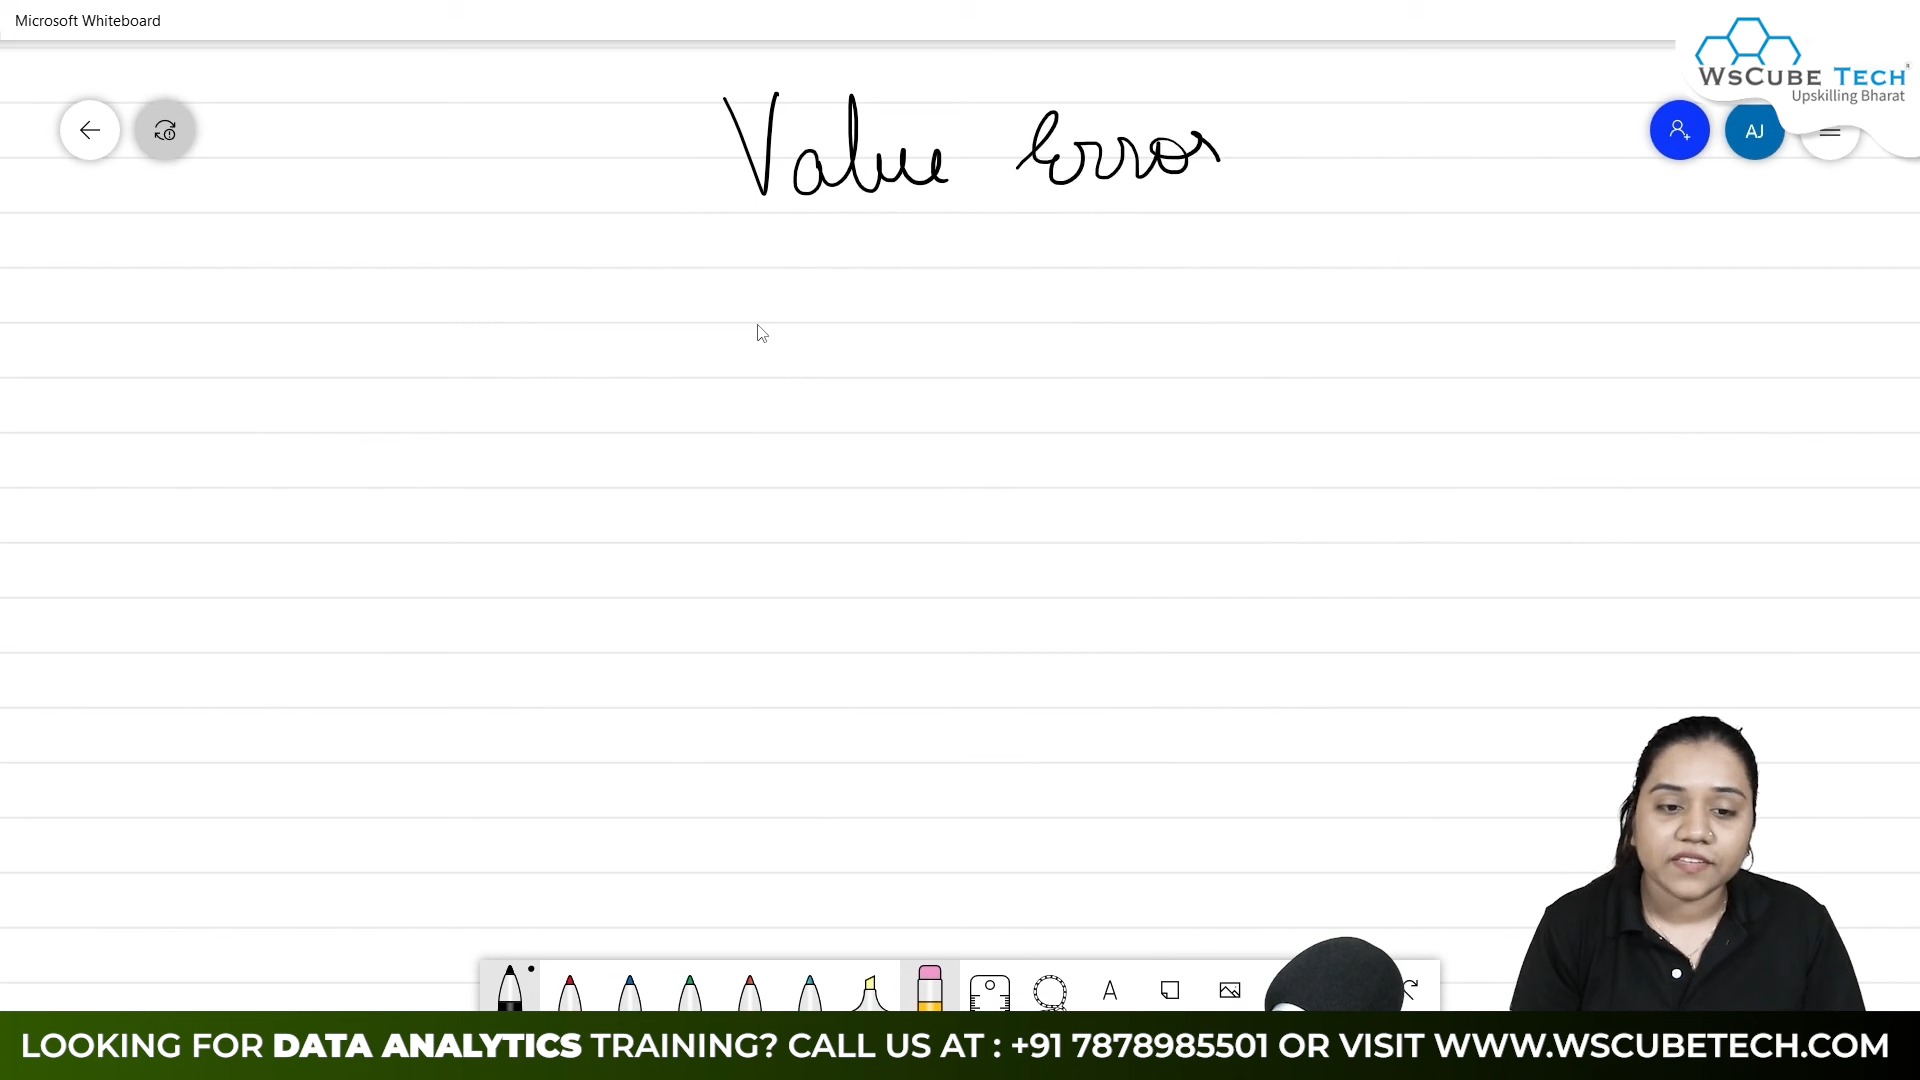 Microsoft Whiteboard
WSCUBE TECH
Upskilling Bharat
AJ
Value Error
A
LOOKING FOR DATA ANALYTICS TRAINING? CALL US AT : +91 7878985501 OR VISIT WWW.WSCUBETECH.COM